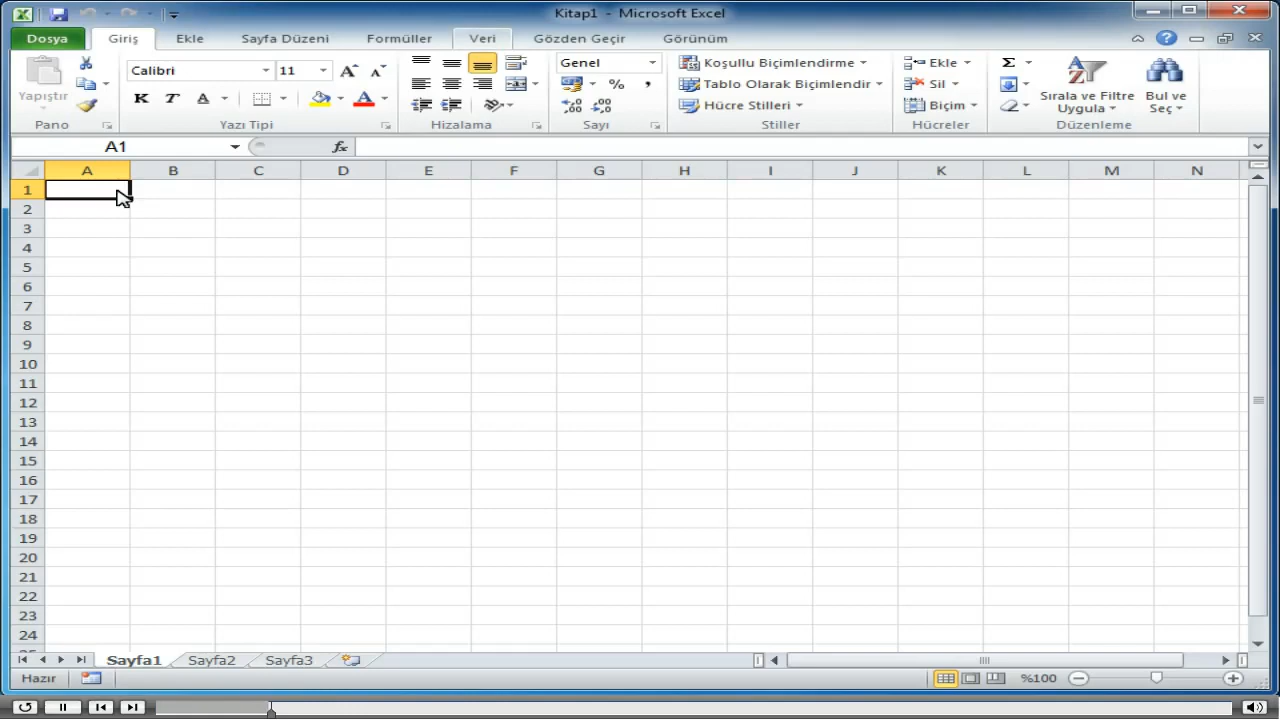 Kitap1 - Microsoft Excel
Dosya Giriş Ekle Sayfa Düzeni Formüller Veri Gözden Geçir Görünüm
Yapıştır
Pano
Calibri 11
K T A A
Yazı Tipi
Hizalama
Genel
% ,
Sayı
Koşullu Biçimlendirme
Tablo Olarak Biçimlendir
Hücre Stilleri
Stiller
Ekle
Sil
Biçim
Hücreler
Σ
Sırala ve Filtre
Uygula
Bul ve
Seç
Düzenleme
A1 fx
A B C D E F G H I J K L M N
1
2
3
4
5
6
7
8
9
10
11
12
13
14
15
16
17
18
19
20
21
22
23
24
Sayfa1 Sayfa2 Sayfa3
Hazır %100